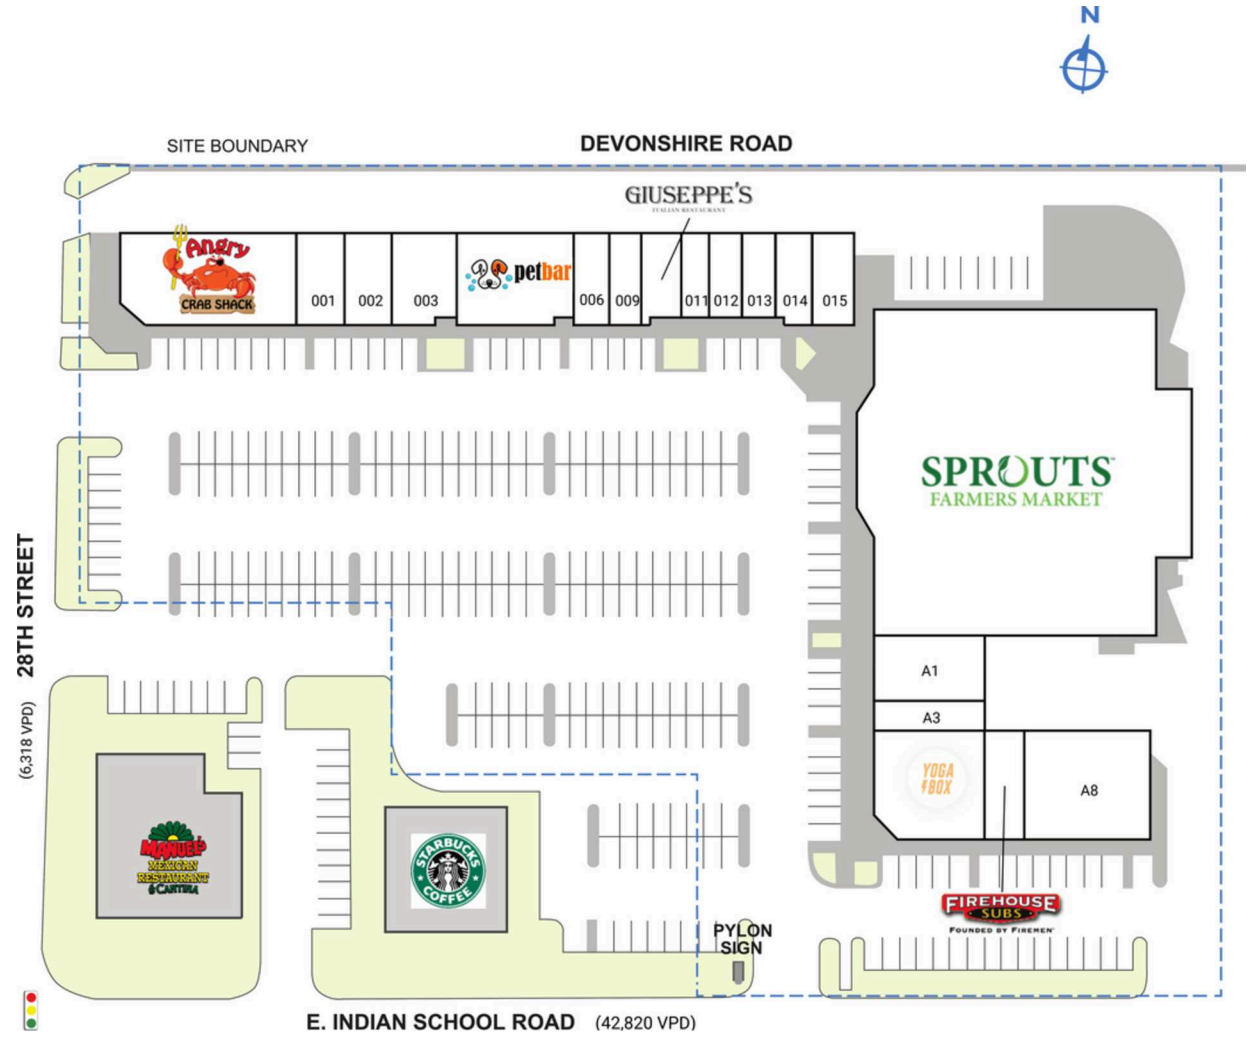 N
SITE BOUNDARY
DEVONSHIRE ROAD
GIUSEPPE'S
ITALIAN RESTAURANT
Angry
CRAB SHACK
001
002
003
petbar
006
009
011
012
013
014
015
SPROUTS
FARMERS MARKET
28TH STREET
(6,318 VPD)
A1
A3
YOGA
BOX
A8
MANUEL'S
MEXICAN
RESTAURANT
& CANTINA
STARBUCKS
COFFEE
FIREHOUSE
SUBS
FOUNDED BY FIREMEN
PYLON
SIGN
E. INDIAN SCHOOL ROAD (42,820 VPD)